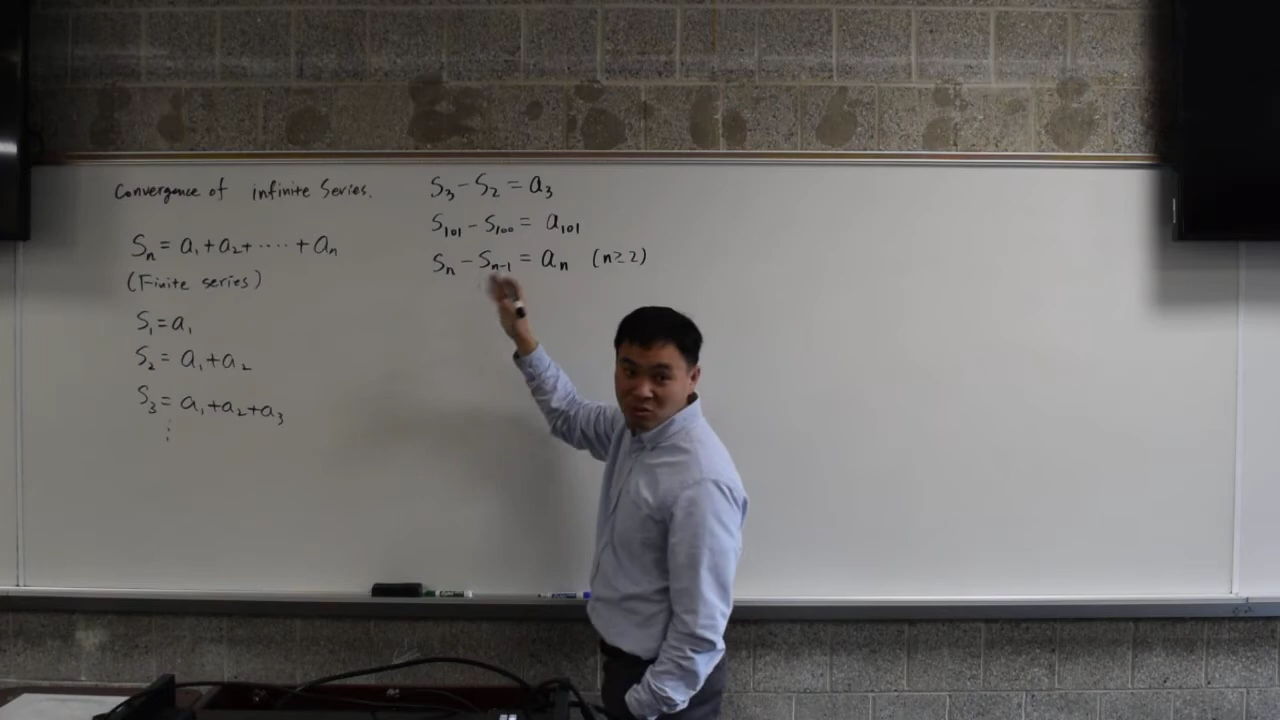 Convergence of infinite Series.
Sₙ = a₁ + a₂ + ····· + aₙ
(Finite series)
S₁ = a₁
S₂ = a₁ + a₂
S₃ = a₁ + a₂ + a₃
⋮
S₃ − S₂ = a₃
S₁₀₁ − S₁₀₀ = a₁₀₁
Sₙ − Sₙ₋₁ = aₙ (n ≥ 2)